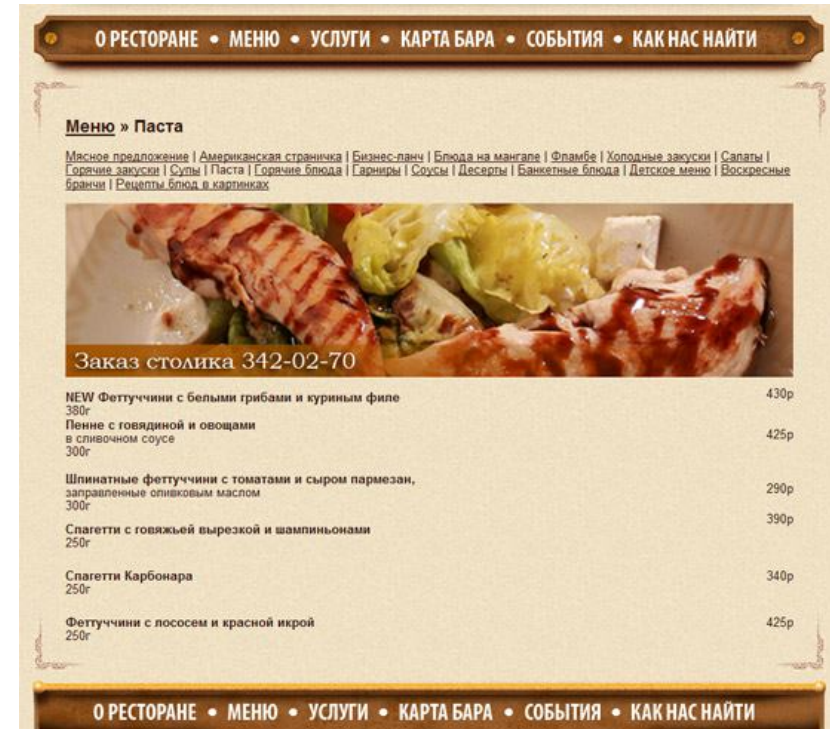 О РЕСТОРАНЕ • МЕНЮ • УСЛУГИ • КАРТА БАРА • СОБЫТИЯ • КАК НАС НАЙТИ
Меню » Паста
Мясное предложение | Американская страничка | Бизнес-ланч | Блюда на мангале | Фламбе | Холодные закуски | Салаты |
Горячие закуски | Супы | Паста | Горячие блюда | Гарниры | Соусы | Десерты | Банкетные блюда | Детское меню | Воскресные
бранчи | Рецепты блюд в картинках
Заказ столика 342-02-70
NEW Феттуччини с белыми грибами и куриным филе 430р
380г
Пенне с говядиной и овощами
в сливочном соусе 425р
300г
Шпинатные феттуччини с томатами и сыром пармезан,
заправленные оливковым маслом 290р
300г
390р
Спагетти с говяжьей вырезкой и шампиньонами
250г
Спагетти Карбонара 340р
250г
Феттуччини с лососем и красной икрой 425р
250г
О РЕСТОРАНЕ • МЕНЮ • УСЛУГИ • КАРТА БАРА • СОБЫТИЯ • КАК НАС НАЙТИ